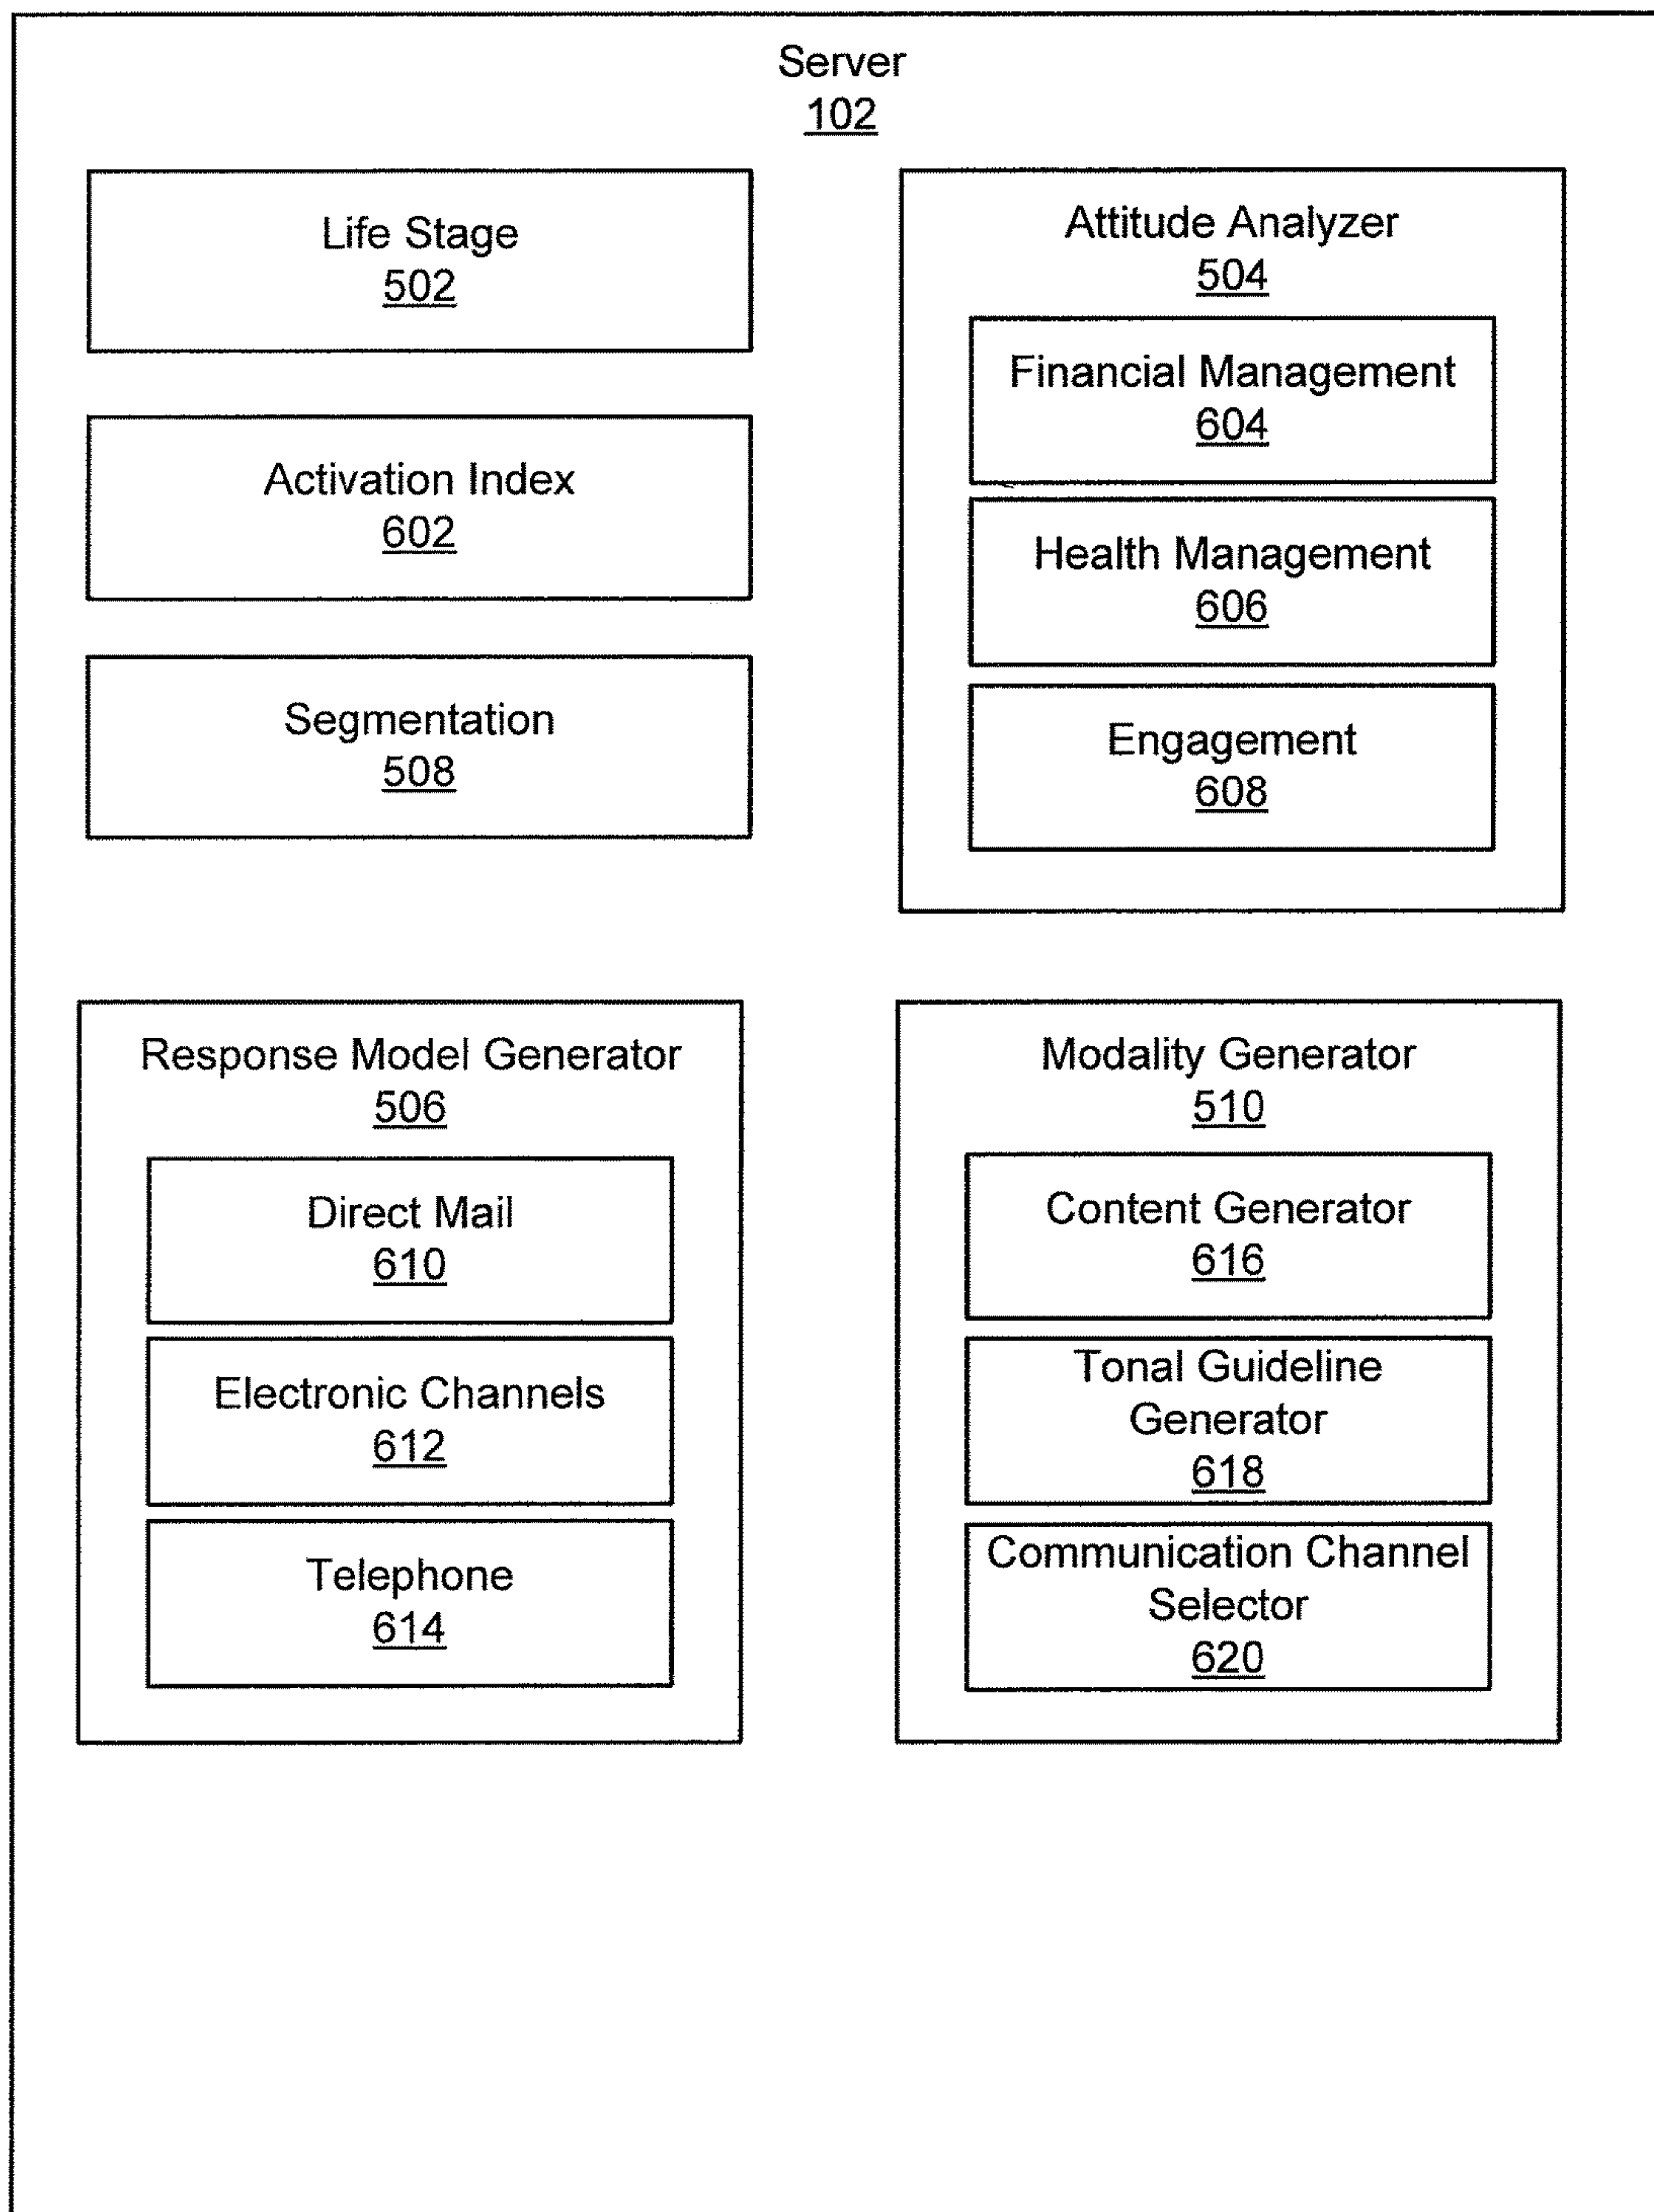 Server
102
Life Stage
502
Activation Index
602
Segmentation
508
Attitude Analyzer
504
Financial Management
604
Health Management
606
Engagement
608
Response Model Generator
506
Direct Mail
610
Electronic Channels
612
Telephone
614
Modality Generator
510
Content Generator
616
Tonal Guideline
Generator
618
Communication Channel
Selector
620